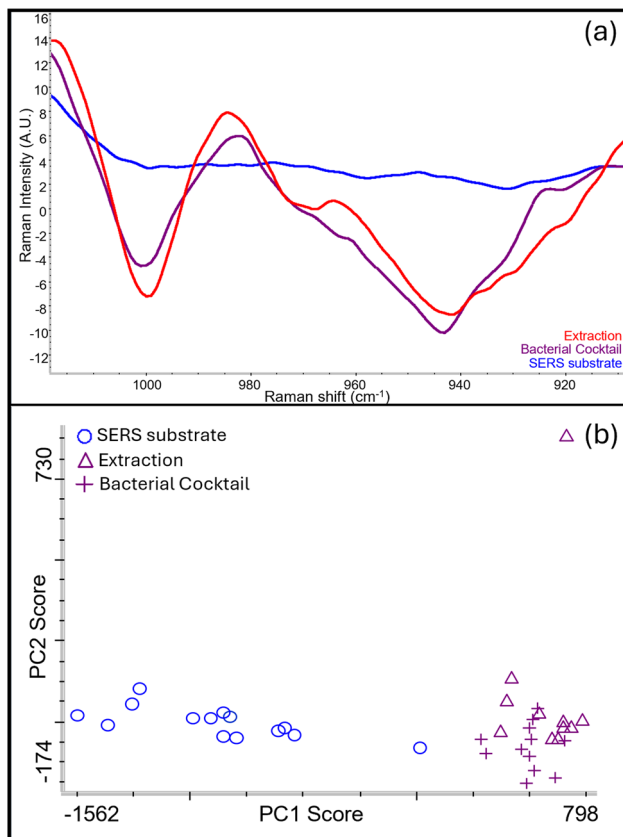 (a)
16
14
12
10
8
6
4
2
0
-2
-4
-6
-8
-10
-12
Raman Intensity (A.U.)
Extraction
Bacterial Cocktail
SERS substrate
1000 980 960 940 920
Raman shift (cm⁻¹)
(b)
SERS substrate
Extraction
Bacterial Cocktail
730
PC2 Score
-174
-1562 PC1 Score 798